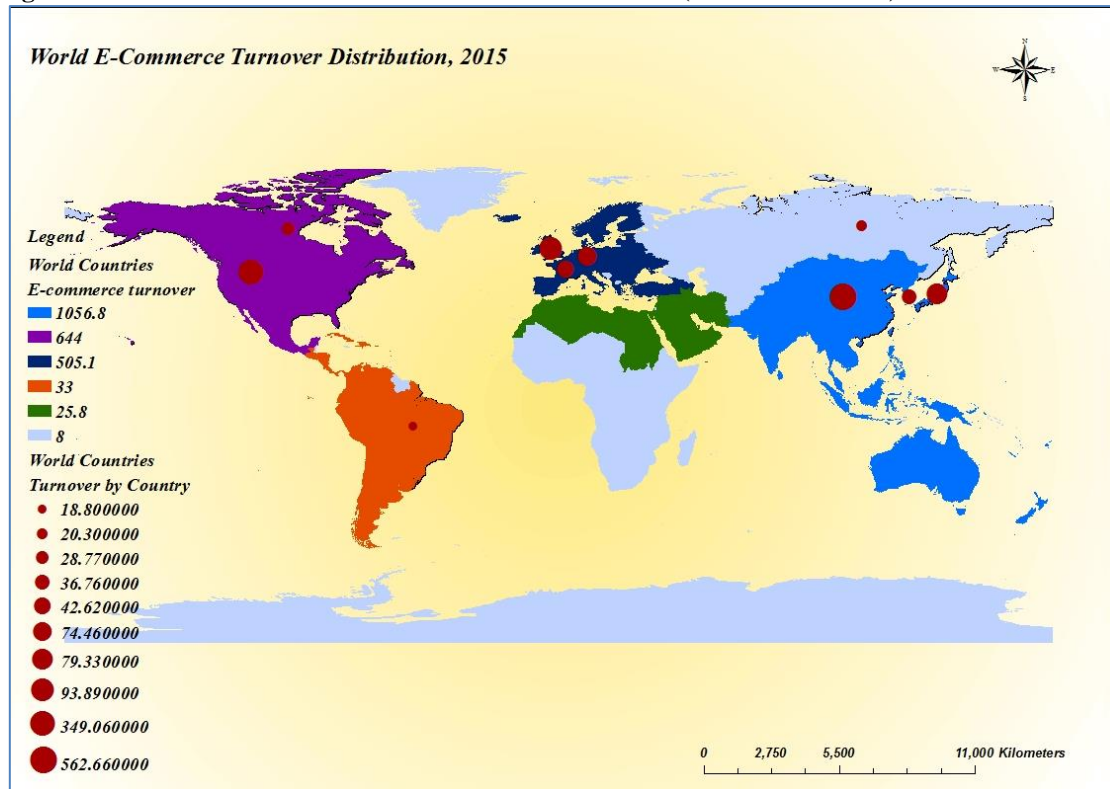 World E-Commerce Turnover Distribution, 2015
N
W E
S
Legend
World Countries
E-commerce turnover
1056.8
644
505.1
33
25.8
8
World Countries
Turnover by Country
18.800000
20.300000
28.770000
36.760000
42.620000
74.460000
79.330000
93.890000
349.060000
562.660000
0 2,750 5,500 11,000 Kilometers